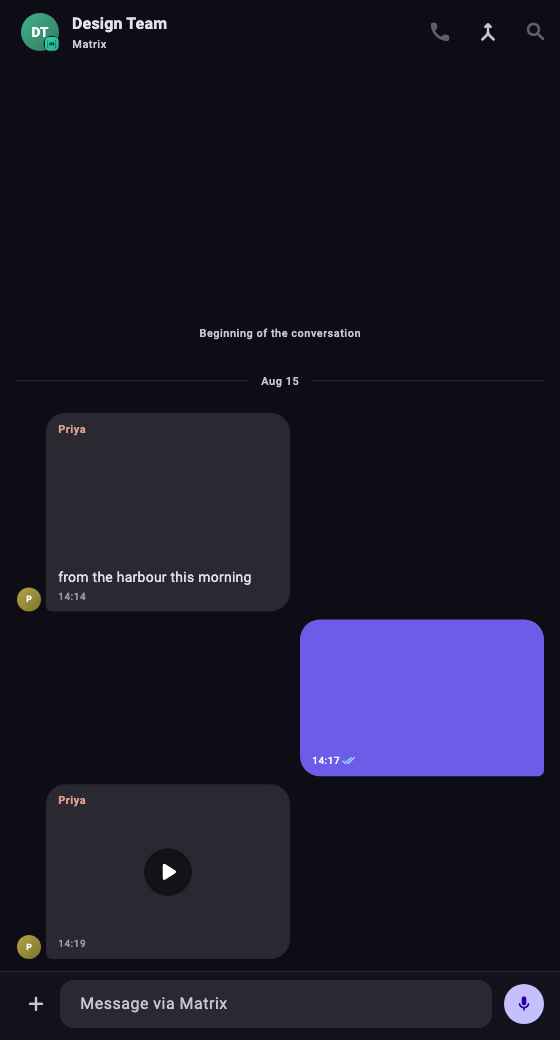 DT
m
Design Team
Matrix
Beginning of the conversation
Aug 15
Priya
from the harbour this morning
14:14
P
14:17
Priya
14:19
P
Message via Matrix